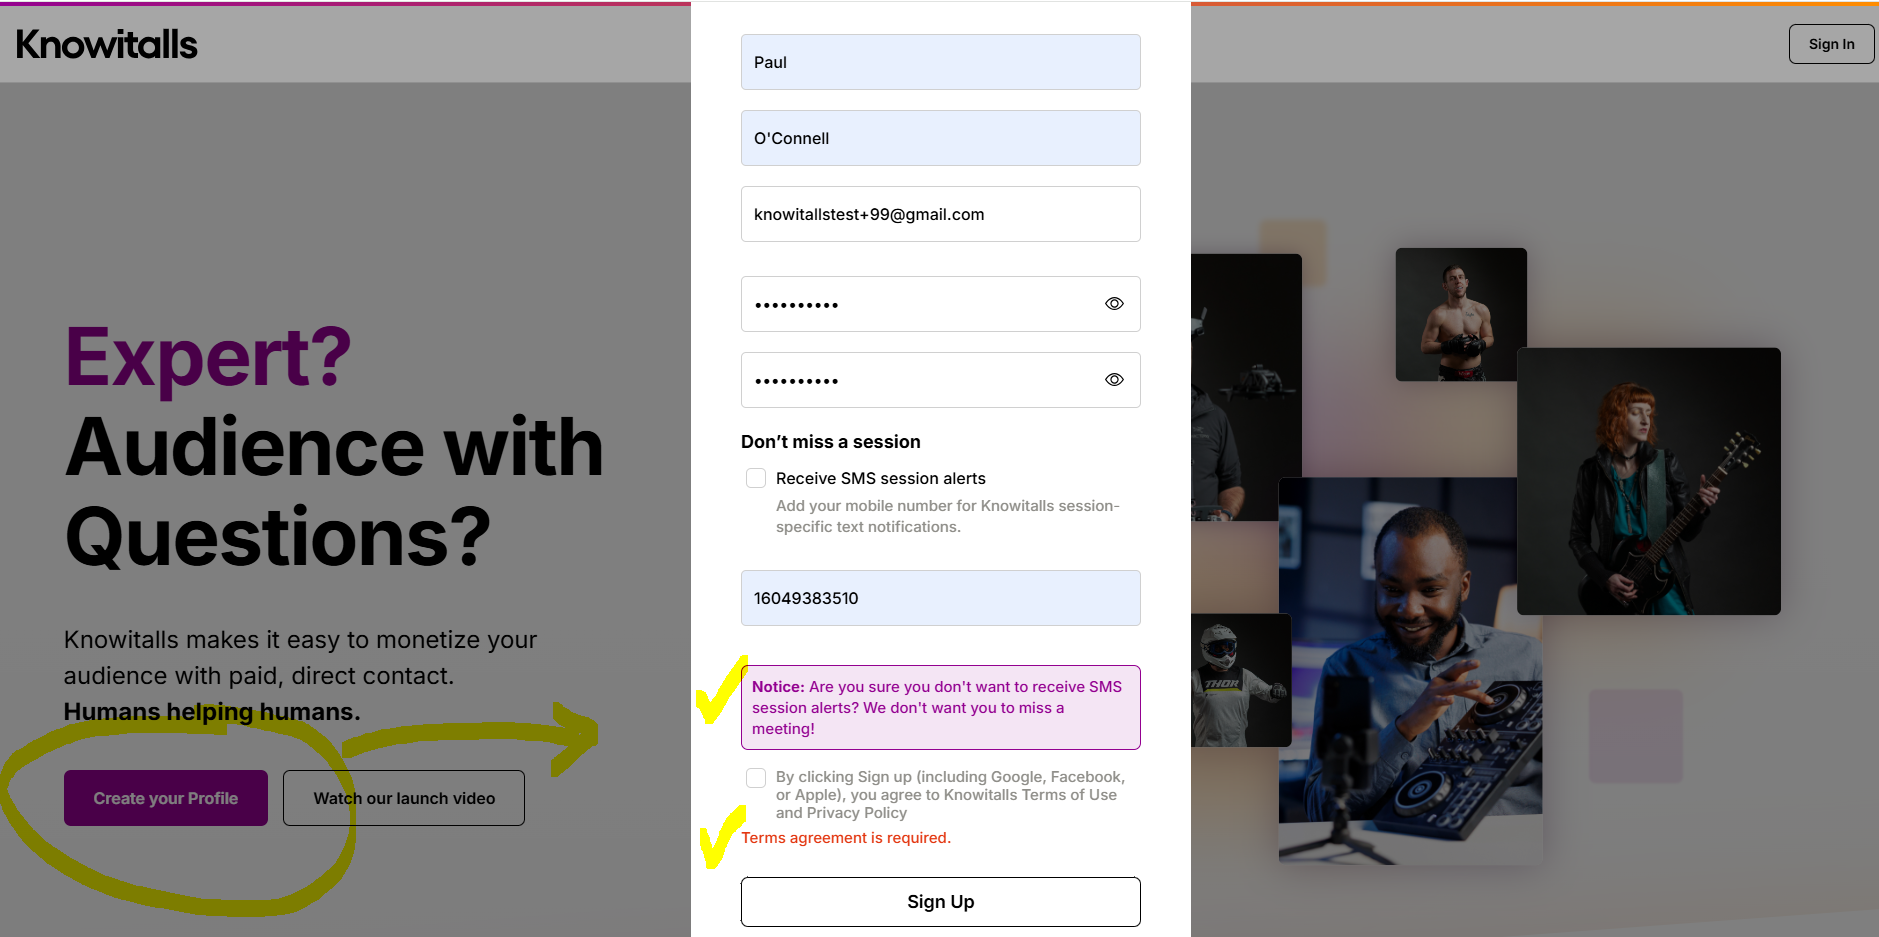 Knowitalls
Sign In
Expert?
Audience with
Questions?
Knowitalls makes it easy to monetize your
audience with paid, direct contact.
Humans helping humans.
Create your Profile
Watch our launch video
Paul
O'Connell
knowitallstest+99@gmail.com
••••••••••
••••••••••
Don't miss a session
Receive SMS session alerts
Add your mobile number for Knowitalls session-
specific text notifications.
16049383510
Notice: Are you sure you don't want to receive SMS
session alerts? We don't want you to miss a
meeting!
By clicking Sign up (including Google, Facebook,
or Apple), you agree to Knowitalls Terms of Use
and Privacy Policy
Terms agreement is required.
Sign Up
THOR